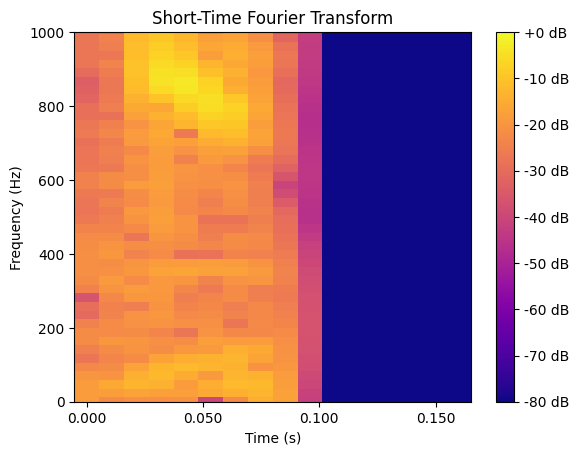 Short-Time Fourier Transform
Frequency (Hz)
1000
800
600
400
200
0
0.000
0.050
0.100
0.150
Time (s)
+0 dB
-10 dB
-20 dB
-30 dB
-40 dB
-50 dB
-60 dB
-70 dB
-80 dB